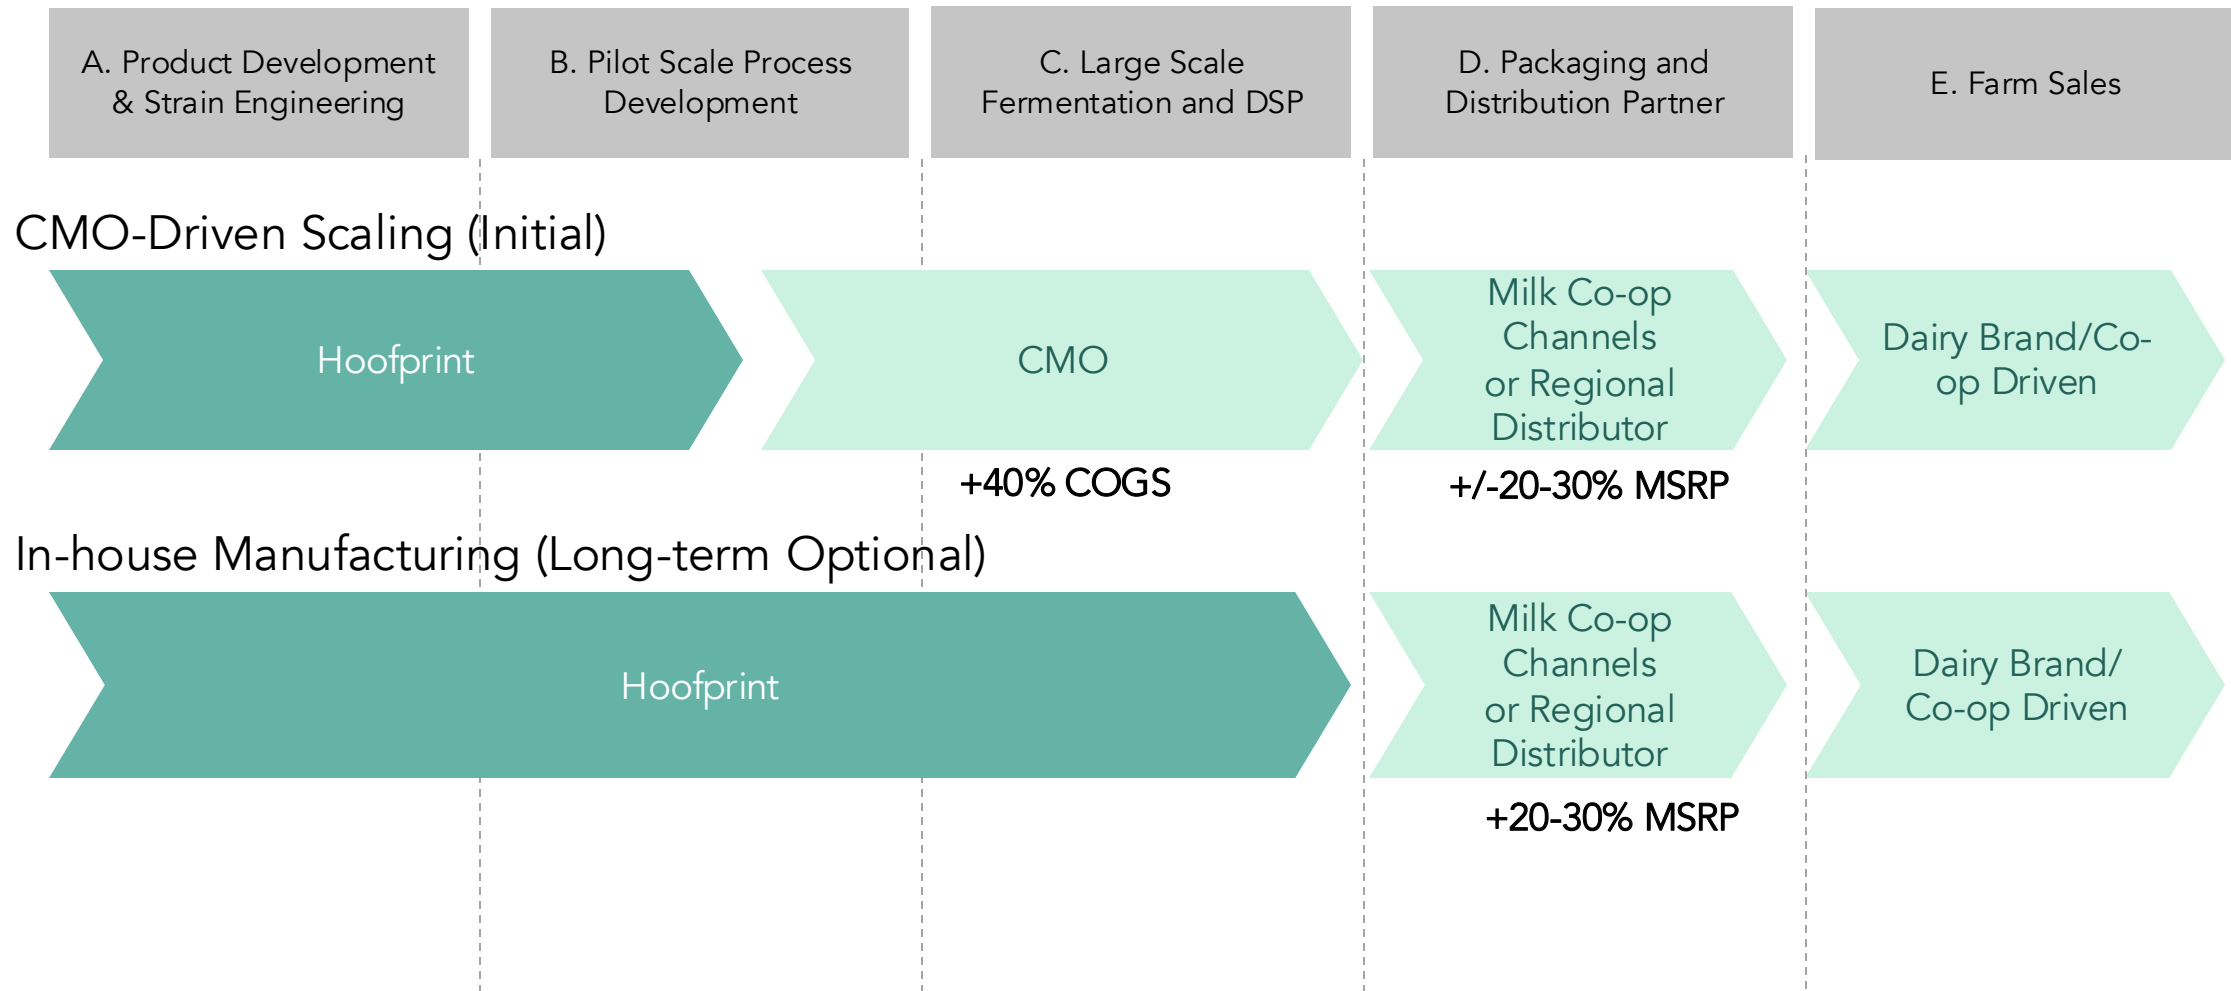 A. Product Development
& Strain Engineering
B. Pilot Scale Process
Development
C. Large Scale
Fermentation and DSP
D. Packaging and
Distribution Partner
E. Farm Sales
CMO-Driven Scaling (Initial)
Hoofprint
CMO
Milk Co-op
Channels
or Regional
Distributor
Dairy Brand/Co-
op Driven
+40% COGS
+/-20-30% MSRP
In-house Manufacturing (Long-term Optional)
Hoofprint
Milk Co-op
Channels
or Regional
Distributor
Dairy Brand/
Co-op Driven
+20-30% MSRP